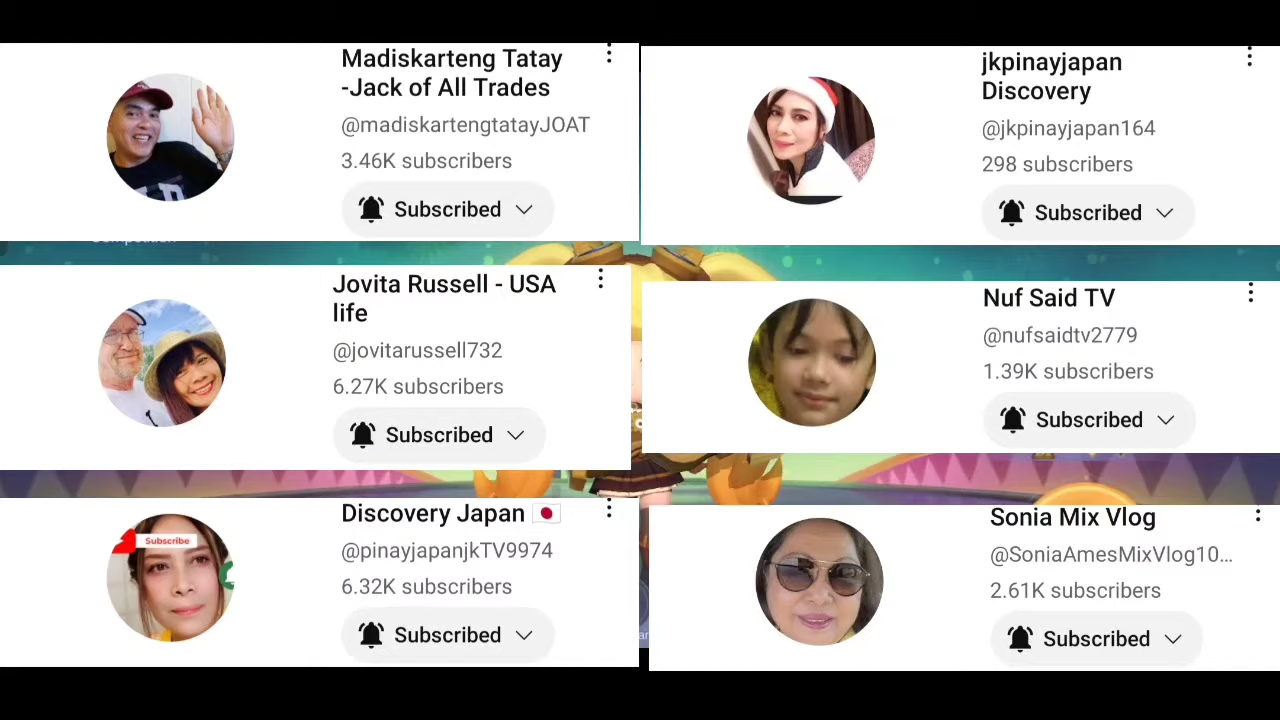 Madiskarteng Tatay
-Jack of All Trades
@madiskartengtatayJOAT
3.46K subscribers
Subscribed
jkpinayjapan
Discovery
@jkpinayjapan164
298 subscribers
Subscribed
Jovita Russell - USA
life
@jovitarussell732
6.27K subscribers
Subscribed
Nuf Said TV
@nufsaidtv2779
1.39K subscribers
Subscribed
Discovery Japan 🇯🇵
Subscribe
@pinayjapanjkTV9974
6.32K subscribers
Subscribed
Sonia Mix Vlog
@SoniaAmesMixVlog10...
2.61K subscribers
Subscribed